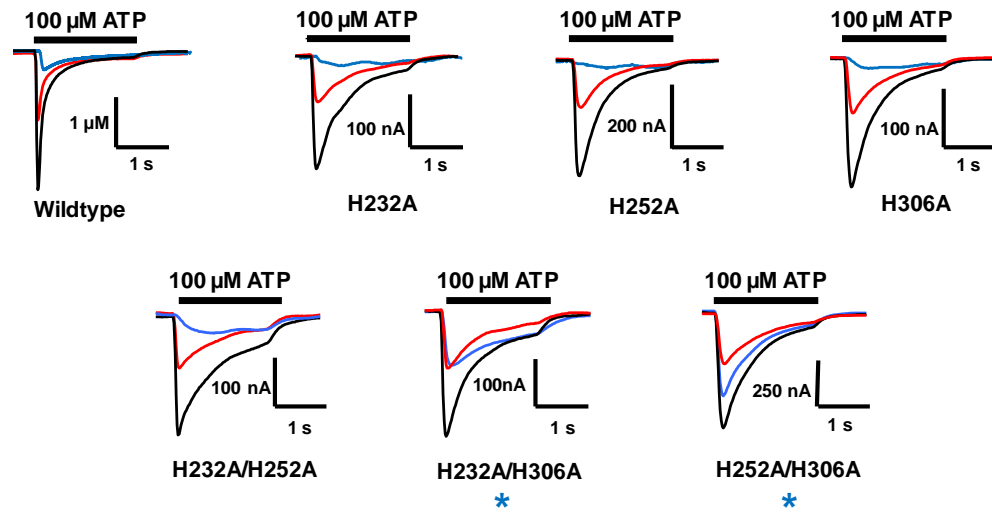 100 µM ATP
1 µM
1 s
Wildtype
100 µM ATP
100 nA
1 s
H232A
100 µM ATP
200 nA
1 s
H252A
100 µM ATP
100 nA
1 s
H306A
100 µM ATP
100 nA
1 s
H232A/H252A
100 µM ATP
100nA
1 s
H232A/H306A
*
100 µM ATP
250 nA
1 s
H252A/H306A
*